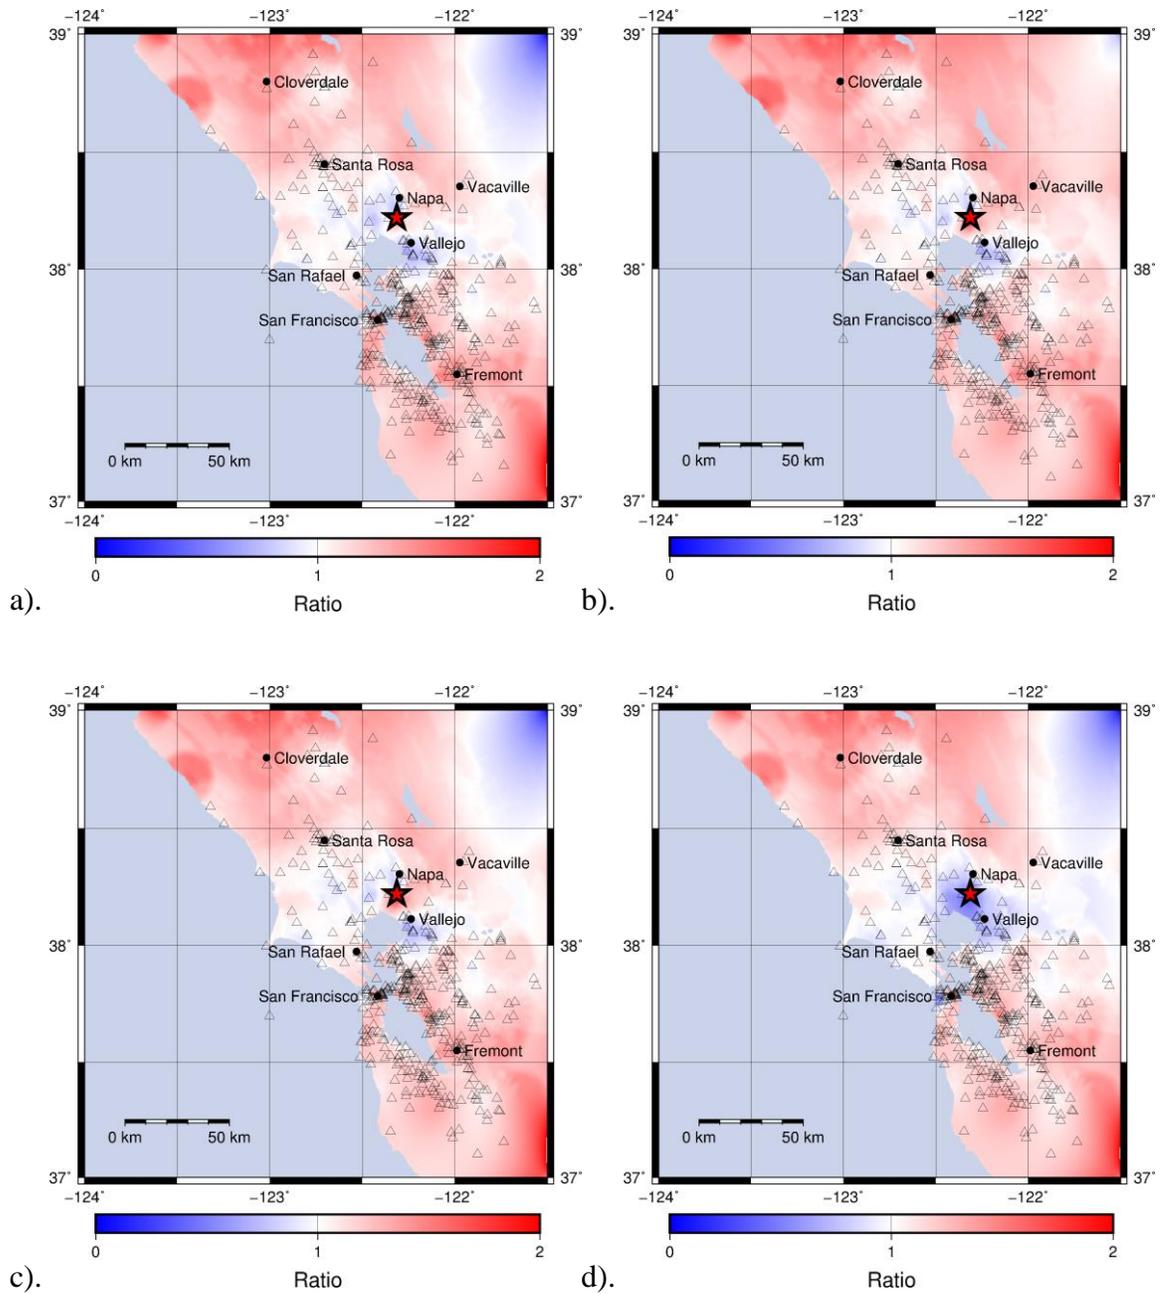 −124° −123° −122° −124° −123° −122°
39° 39° 39° 39°
Cloverdale Cloverdale
Santa Rosa Santa Rosa
Vacaville Vacaville
Napa Napa
Vallejo Vallejo
38° 38° 38° 38°
San Rafael San Rafael
San Francisco San Francisco
Fremont Fremont
0 km 50 km 0 km 50 km
37° 37° 37° 37°
−124° −123° −122° −124° −123° −122°
0 1 2 0 1 2
a). Ratio b). Ratio
−124° −123° −122° −124° −123° −122°
39° 39° 39° 39°
Cloverdale Cloverdale
Santa Rosa Santa Rosa
Vacaville Vacaville
Napa Napa
Vallejo Vallejo
38° 38° 38° 38°
San Rafael San Rafael
San Francisco San Francisco
Fremont Fremont
0 km 50 km 0 km 50 km
37° 37° 37° 37°
−124° −123° −122° −124° −123° −122°
0 1 2 0 1 2
c). Ratio d). Ratio